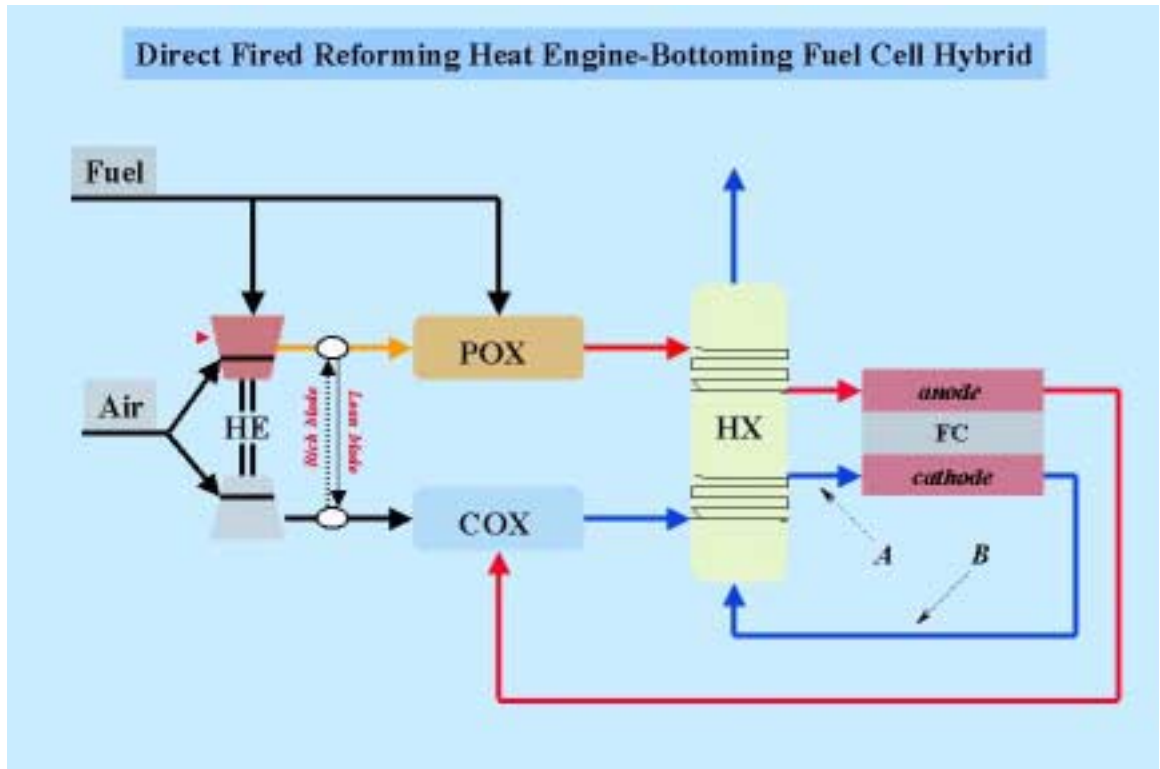 Direct Fired Reforming Heat Engine-Bottoming Fuel Cell Hybrid
Fuel
POX
anode
Air
HE
Rich Mode
Lean Mode
HX
FC
cathode
COX
A
B